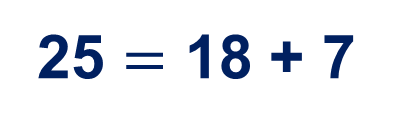 25 = 18 + 7